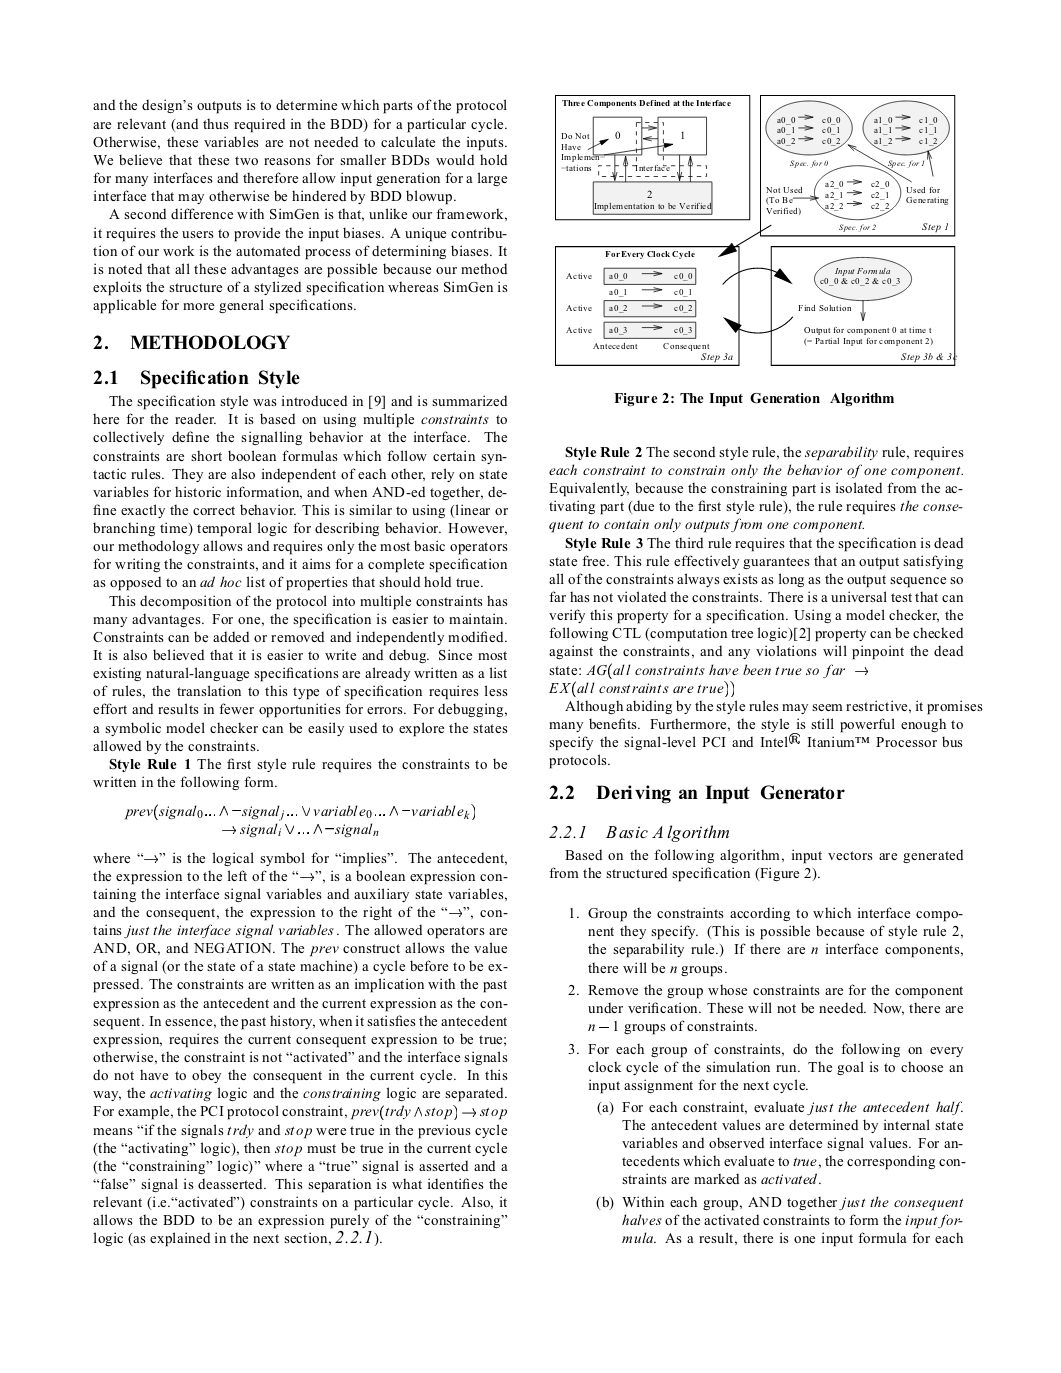 and the design's outputs is to determine which parts of the protocol
are relevant (and thus required in the BDD) for a particular cycle.
Otherwise, these variables are not needed to calculate the inputs.
We believe that these two reasons for smaller BDDs would hold
for many interfaces and therefore allow input generation for a large
interface that may otherwise be hindered by BDD blowup.
A second difference with SimGen is that, unlike our framework,
it requires the users to provide the input biases. A unique contribu-
tion of our work is the automated process of determining biases. It
is noted that all these advantages are possible because our method
exploits the structure of a stylized specification whereas SimGen is
applicable for more general specifications.
2. METHODOLOGY
2.1 Specification Style
The specification style was introduced in [9] and is summarized
here for the reader. It is based on using multiple constraints to
collectively define the signalling behavior at the interface. The
constraints are short boolean formulas which follow certain syn-
tactic rules. They are also independent of each other, rely on state
variables for historic information, and when AND-ed together, de-
fine exactly the correct behavior. This is similar to using (linear or
branching time) temporal logic for describing behavior. However,
our methodology allows and requires only the most basic operators
for writing the constraints, and it aims for a complete specification
as opposed to an ad hoc list of properties that should hold true.
This decomposition of the protocol into multiple constraints has
many advantages. For one, the specification is easier to maintain.
Constraints can be added or removed and independently modified.
It is also believed that it is easier to write and debug. Since most
existing natural-language specifications are already written as a list
of rules, the translation to this type of specification requires less
effort and results in fewer opportunities for errors. For debugging,
a symbolic model checker can be easily used to explore the states
allowed by the constraints.
Style Rule 1 The first style rule requires the constraints to be
written in the following form.
prev(signal0... ∧ ¬signalj... ∨ variable0... ∧ ¬variablek)
→ signali ∨ ... ∧ ¬signaln
where “→” is the logical symbol for “implies”. The antecedent,
the expression to the left of the “→”, is a boolean expression con-
taining the interface signal variables and auxiliary state variables,
and the consequent, the expression to the right of the “→”, con-
tains just the interface signal variables. The allowed operators are
AND, OR, and NEGATION. The prev construct allows the value
of a signal (or the state of a state machine) a cycle before to be ex-
pressed. The constraints are written as an implication with the past
expression as the antecedent and the current expression as the con-
sequent. In essence, the past history, when it satisfies the antecedent
expression, requires the current consequent expression to be true;
otherwise, the constraint is not “activated” and the interface signals
do not have to obey the consequent in the current cycle. In this
way, the activating logic and the constraining logic are separated.
For example, the PCI protocol constraint, prev(trdy ∧ stop) → stop
means “if the signals trdy and stop were true in the previous cycle
(the “activating” logic), then stop must be true in the current cycle
(the “constraining” logic)” where a “true” signal is asserted and a
“false” signal is deasserted. This separation is what identifies the
relevant (i.e.“activated”) constraints on a particular cycle. Also, it
allows the BDD to be an expression purely of the “constraining”
logic (as explained in the next section, 2.2.1).
Three Components Defined at the Interface
Do Not
Have
Implemen-
-tations
0
1
Interface
2
Implementation to be Verified
a0_0 → c0_0
a0_1 → c0_1
a0_2 → c0_2
Spec. for 0
a1_0 → c1_0
a1_1 → c1_1
a1_2 → c1_2
Spec. for 1
Not Used
(To Be
Verified)
a2_0 → c2_0
a2_1 → c2_1
a2_2 → c2_2
Spec. for 2
Used for
Generating
Step 1
For Every Clock Cycle
Active a0_0 → c0_0
a0_1 → c0_1
Active a0_2 → c0_2
Active a0_3 → c0_3
Antecedent Consequent
Step 3a
Input Formula
c0_0 & c0_2 & c0_3
Find Solution
Output for component 0 at time t
(= Partial Input for component 2)
Step 3b & 3c
Figure 2: The Input Generation Algorithm
Style Rule 2 The second style rule, the separability rule, requires
each constraint to constrain only the behavior of one component.
Equivalently, because the constraining part is isolated from the ac-
tivating part (due to the first style rule), the rule requires the conse-
quent to contain only outputs from one component.
Style Rule 3 The third rule requires that the specification is dead
state free. This rule effectively guarantees that an output satisfying
all of the constraints always exists as long as the output sequence so
far has not violated the constraints. There is a universal test that can
verify this property for a specification. Using a model checker, the
following CTL (computation tree logic)[2] property can be checked
against the constraints, and any violations will pinpoint the dead
state: AG(all constraints have been true so far →
EX(all constraints are true))
Although abiding by the style rules may seem restrictive, it promises
many benefits. Furthermore, the style is still powerful enough to
specify the signal-level PCI and Intel® Itanium™ Processor bus
protocols.
2.2 Deriving an Input Generator
2.2.1 Basic Algorithm
Based on the following algorithm, input vectors are generated
from the structured specification (Figure 2).
1. Group the constraints according to which interface compo-
nent they specify. (This is possible because of style rule 2,
the separability rule.) If there are n interface components,
there will be n groups.
2. Remove the group whose constraints are for the component
under verification. These will not be needed. Now, there are
n − 1 groups of constraints.
3. For each group of constraints, do the following on every
clock cycle of the simulation run. The goal is to choose an
input assignment for the next cycle.
(a) For each constraint, evaluate just the antecedent half.
The antecedent values are determined by internal state
variables and observed interface signal values. For an-
tecedents which evaluate to true, the corresponding con-
straints are marked as activated.
(b) Within each group, AND together just the consequent
halves of the activated constraints to form the input for-
mula. As a result, there is one input formula for each